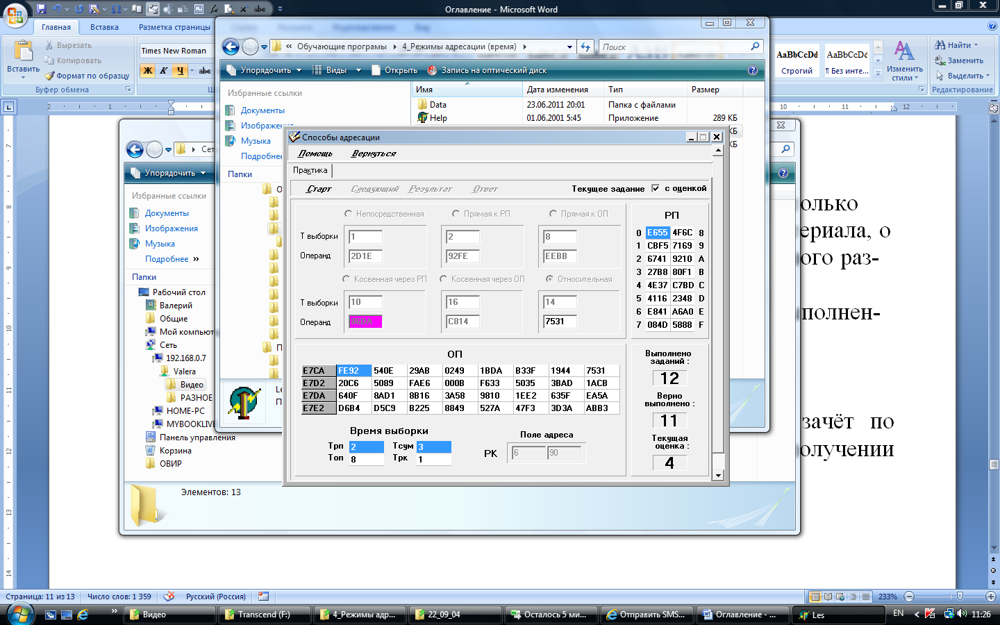 Оглавление - Microsoft Word
Главная
Вставка
Разметка страницы
Вставить
Вырезать
Копировать
Формат по образцу
Буфер обмена
Times New Roman
Ж К Ч abc
AaBbCcDd AaBbCcDd
Строгий ¶ Без инте...
Изменить стили
Найти
Заменить
Выделить
Редактирование
« Обучающие програмы 4_Режимы адресации (время)
Поиск
Упорядочить Виды Открыть Запись на оптический диск
Избранные ссылки
Документы
Изображения
Музыка
Подробнее
Папки
Имя Дата изменения Тип Размер
Data 23.06.2011 20:01 Папка с файлами
Help 01.06.2001 5:45 Приложение 289 КБ
КБ
КБ
Упорядочить
Избранные ссылки
Документы
Изображения
Музыка
Подробнее »
Папки
Рабочий стол
Валерий
Общие
Мой компьют
Сеть
192.168.0.7
Valera
Видео
РАЗНОЕ
HOME-PC
MYBOOKLIVE
Панель управления
Корзина
ОВИР
Элементов: 13
Способы адресации
Помощь Вернуться
Практика
Старт Следующий Результат Ответ Текущее задание с оценкой
Непосредственная Прямая к РП Прямая к ОП
Т выборки 1 2 8
Операнд 2D1E 92FE EEBB
Косвенная через РП Косвенная через ОП Относительная
Т выборки 10 16 14
Операнд 86DA C814 7531
РП
0 E655 4F6C 8
1 CBF5 7169 9
2 6741 9210 A
3 27B8 80F1 B
4 4E37 C7BD C
5 4116 2348 D
6 E841 A6A0 E
7 084D 5888 F
ОП
E7CA FE92 540E 29AB 0249 1BDA B33F 1944 7531
E7D2 20C6 5089 FAE6 000B F633 5035 3BAD 1ACB
E7DA 640F 8AD1 8B16 3A58 9810 1EE2 635F EA5A
E7E2 D6B4 D5C9 B225 8849 527A 47F3 3D3A ABB3
Время выборки
Трп 2 Тсум 3
Топ 8 Трк 1
Поле адреса
РК 6 90
Выполнено заданий :
12
Верно выполнено :
11
Текущая оценка :
4
олько
ериала, о
ого раз-
полнен-
зачёт по
олучении
Страница: 11 из 13 Число слов: 1 359 Русский (Россия) 233%
Видео
Transcend (F:)
4_Режимы адр...
22_09_04
Осталось 5 ми...
Отправить SMS...
Оглавление - ...
Les
EN
11:26